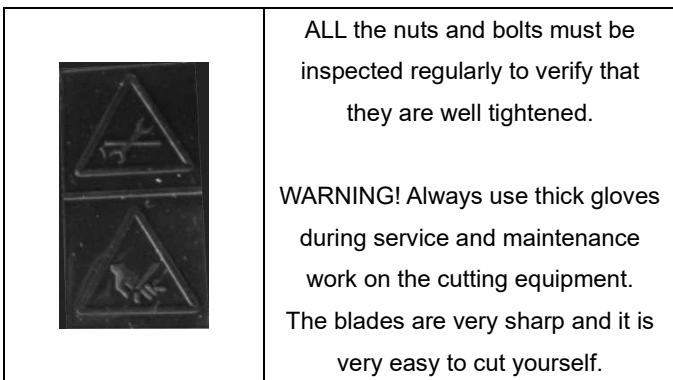 ALL the nuts and bolts must be
inspected regularly to verify that
they are well tightened.
WARNING! Always use thick gloves
during service and maintenance
work on the cutting equipment.
The blades are very sharp and it is
very easy to cut yourself.